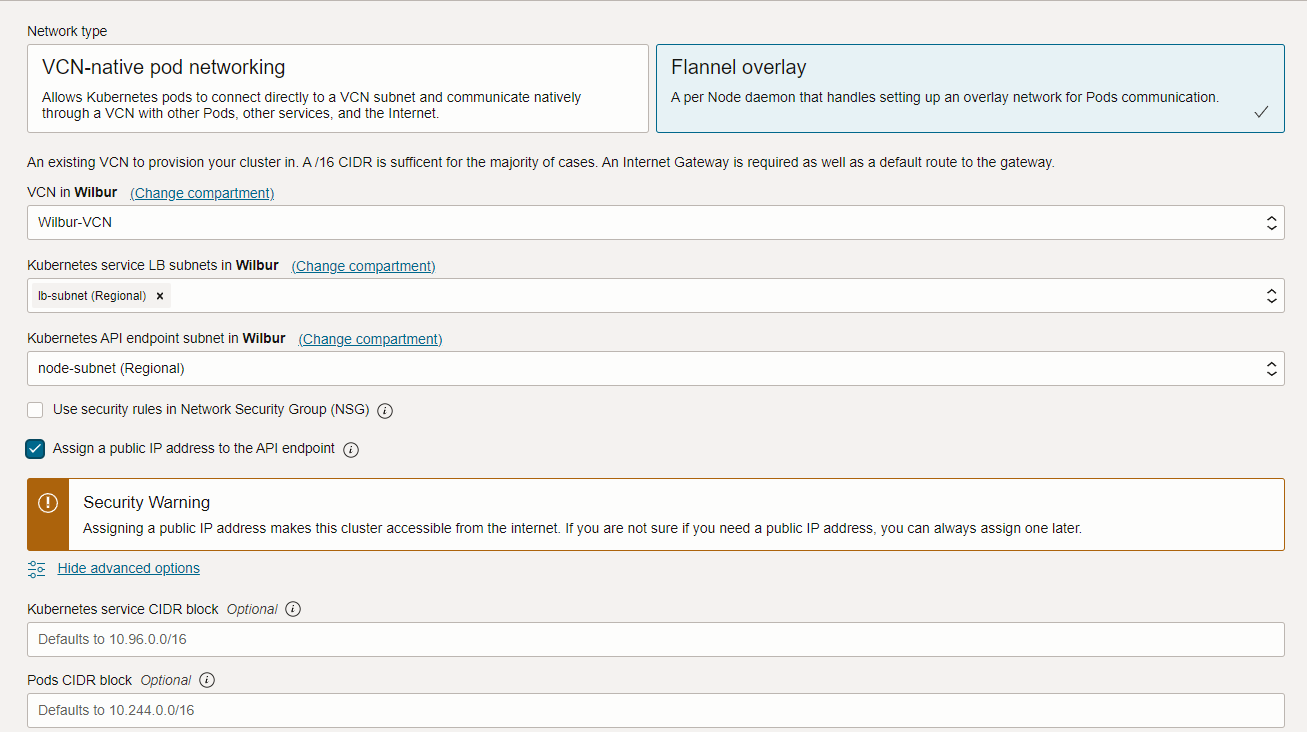 Network type
VCN-native pod networking
Allows Kubernetes pods to connect directly to a VCN subnet and communicate natively
through a VCN with other Pods, other services, and the Internet.
Flannel overlay
A per Node daemon that handles setting up an overlay network for Pods communication.
An existing VCN to provision your cluster in. A /16 CIDR is sufficent for the majority of cases. An Internet Gateway is required as well as a default route to the gateway.
VCN in Wilbur (Change compartment)
Wilbur-VCN
Kubernetes service LB subnets in Wilbur (Change compartment)
lb-subnet (Regional) ×
Kubernetes API endpoint subnet in Wilbur (Change compartment)
node-subnet (Regional)
Use security rules in Network Security Group (NSG) i
Assign a public IP address to the API endpoint i
Security Warning
Assigning a public IP address makes this cluster accessible from the internet. If you are not sure if you need a public IP address, you can always assign one later.
Hide advanced options
Kubernetes service CIDR block Optional i
Defaults to 10.96.0.0/16
Pods CIDR block Optional i
Defaults to 10.244.0.0/16